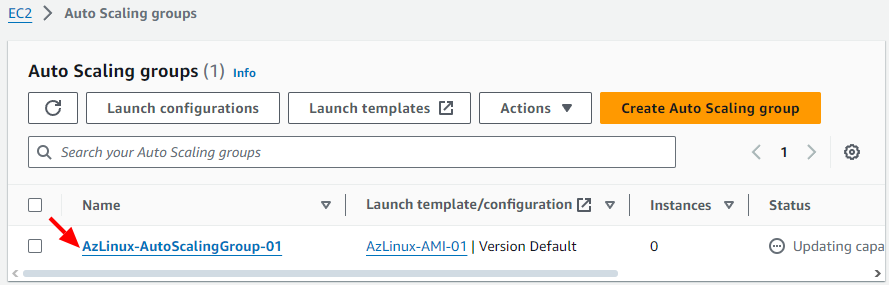 EC2 Auto Scaling groups
Auto Scaling groups (1) Info
Launch configurations Launch templates Actions Create Auto Scaling group
Search your Auto Scaling groups 1
Name Launch template/configuration Instances Status
AzLinux-AutoScalingGroup-01 AzLinux-AMI-01 | Version Default 0 Updating capa